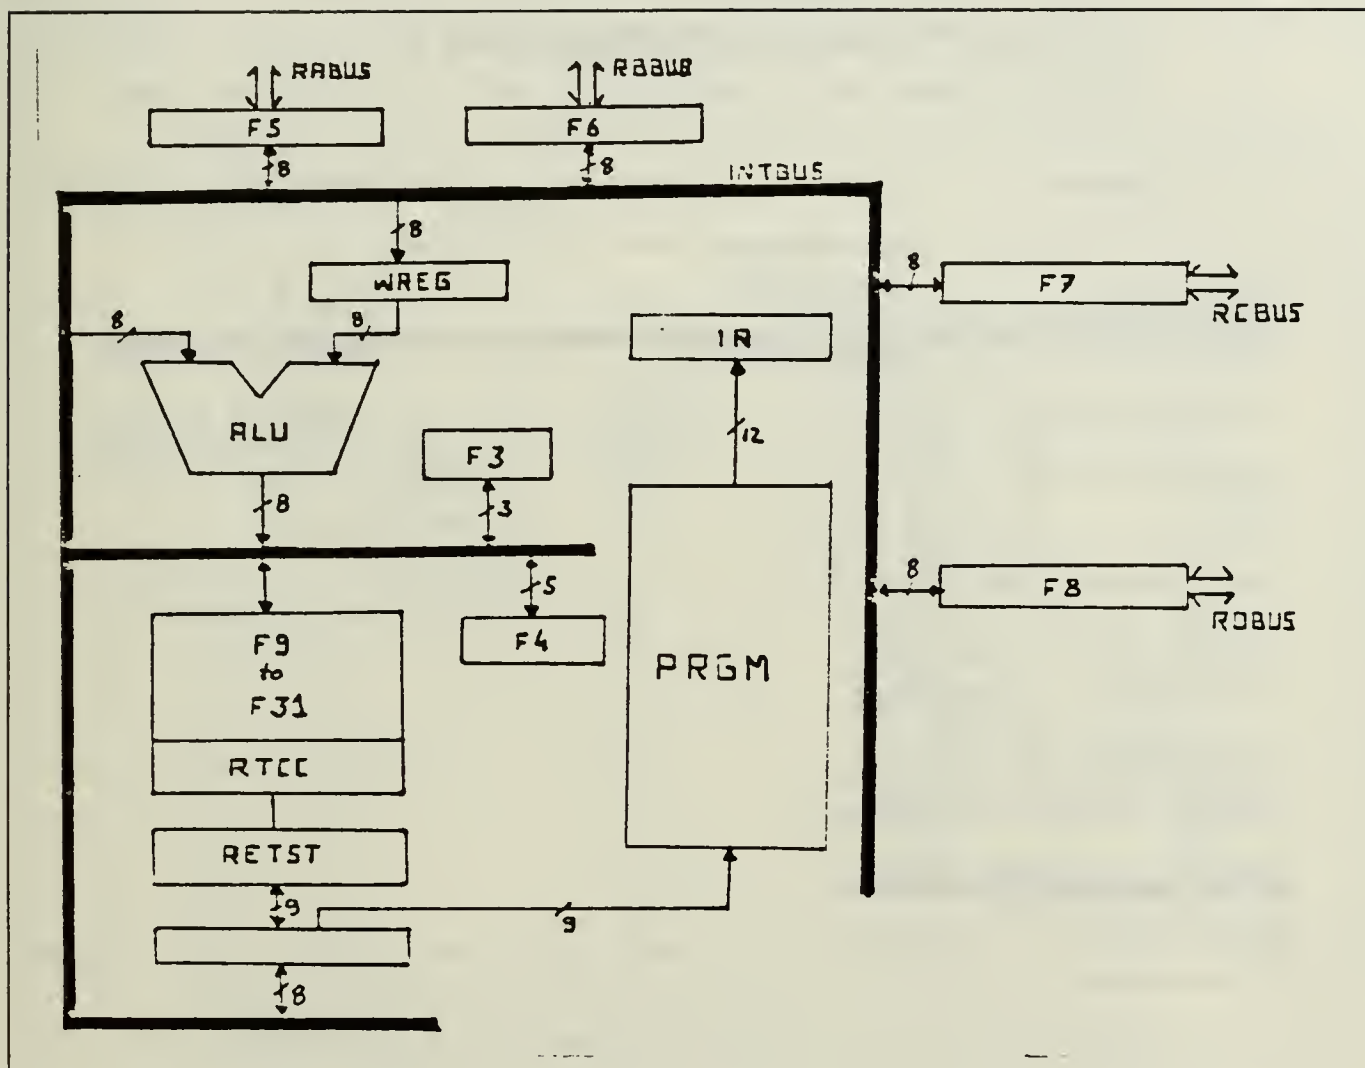 RABUS
RBBUS
F5
F6
8
8
INTBUS
8
WREG
8
F7
RCBUS
8
8
IR
ALU
12
F3
8
3
8
F8
RDBUS
5
F4
F9
to
F31
PRGM
RTCC
RETST
9
9
8